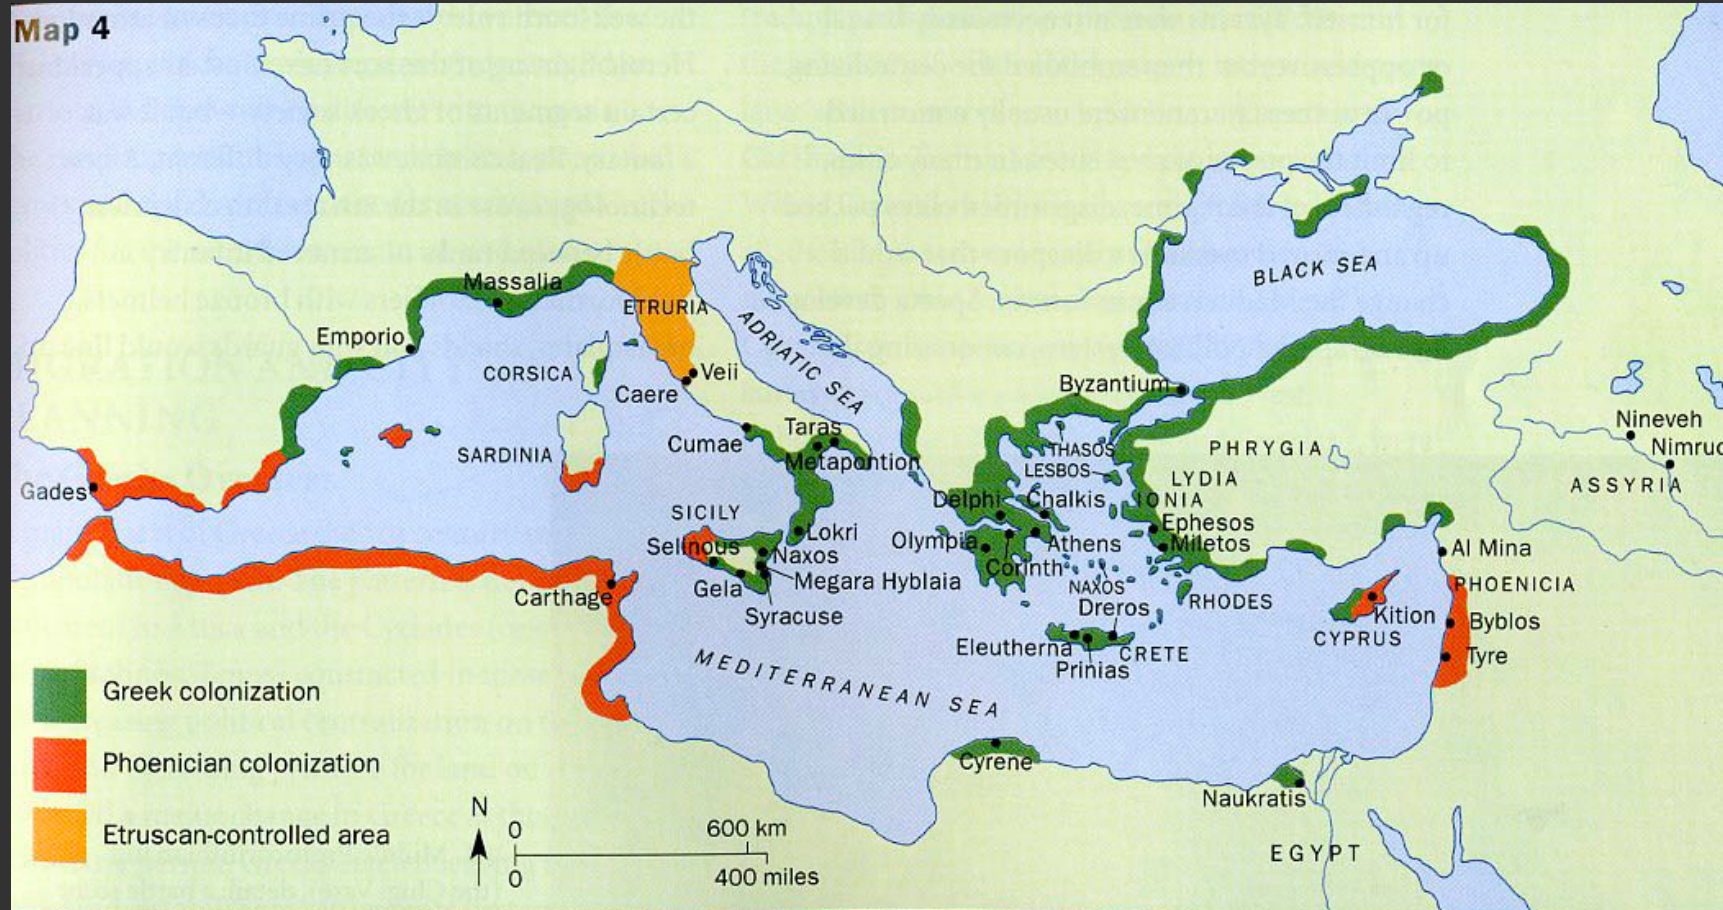 Map 4
BLACK SEA
Massalia
ETRURIA
ADRIATIC SEA
Emporio
CORSICA
Veii
Caere
Byzantium
Nineveh
Cumae
Taras
Metapontion
SARDINIA
THASOS
LESBOS
PHRYGIA
LYDIA
IONIA
ASSYRIA
Gades
SICILY
Delphi
Chalkis
Ephesos
Selinous
Lokri
Naxos
Olympia
Athens
Miletos
Al Mina
Corinth
Carthage
Gela
Megara Hyblaia
Syracuse
NAXOS
Dreros
RHODES
PHOENICIA
Kition
CYPRUS
Byblos
Eleutherna
Prinias
CRETE
Tyre
MEDITERRANEAN SEA
Greek colonization
Phoenician colonization
Etruscan-controlled area
Cyrene
Naukratis
EGYPT
N
0
600 km
0
400 miles